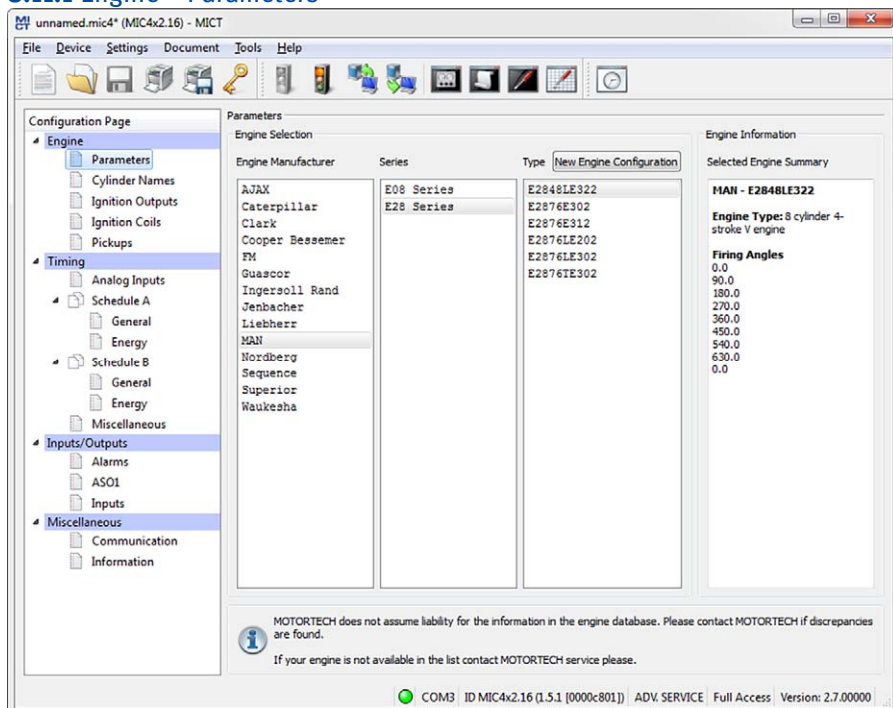 unnamed.mic4* (MIC4x2.16) - MICT
File Device Settings Document Tools Help
Configuration Page
Engine
Parameters
Cylinder Names
Ignition Outputs
Ignition Coils
Pickups
Timing
Analog Inputs
Schedule A
General
Energy
Schedule B
General
Energy
Miscellaneous
Inputs/Outputs
Alarms
ASO1
Inputs
Miscellaneous
Communication
Information
Parameters
Engine Selection
Engine Manufacturer
AJAX
Caterpillar
Clark
Cooper Bessemer
FM
Guascor
Ingersoll Rand
Jenbacher
Liebherr
MAN
Nordberg
Sequence
Superior
Waukesha
Series
E08 Series
E28 Series
Type New Engine Configuration
E2848LE322
E2876E302
E2876E312
E2876LE202
E2876LE302
E2876TE302
Engine Information
Selected Engine Summary
MAN - E2848LE322
Engine Type: 8 cylinder 4-
stroke V engine
Firing Angles
0.0
90.0
180.0
270.0
360.0
450.0
540.0
630.0
0.0
MOTORTECH does not assume liability for the information in the engine database. Please contact MOTORTECH if discrepancies
are found.
If your engine is not available in the list contact MOTORTECH service please.
COM3 ID MIC4x2.16 (1.5.1 [0000c801]) ADV. SERVICE Full Access Version: 2.7.00000